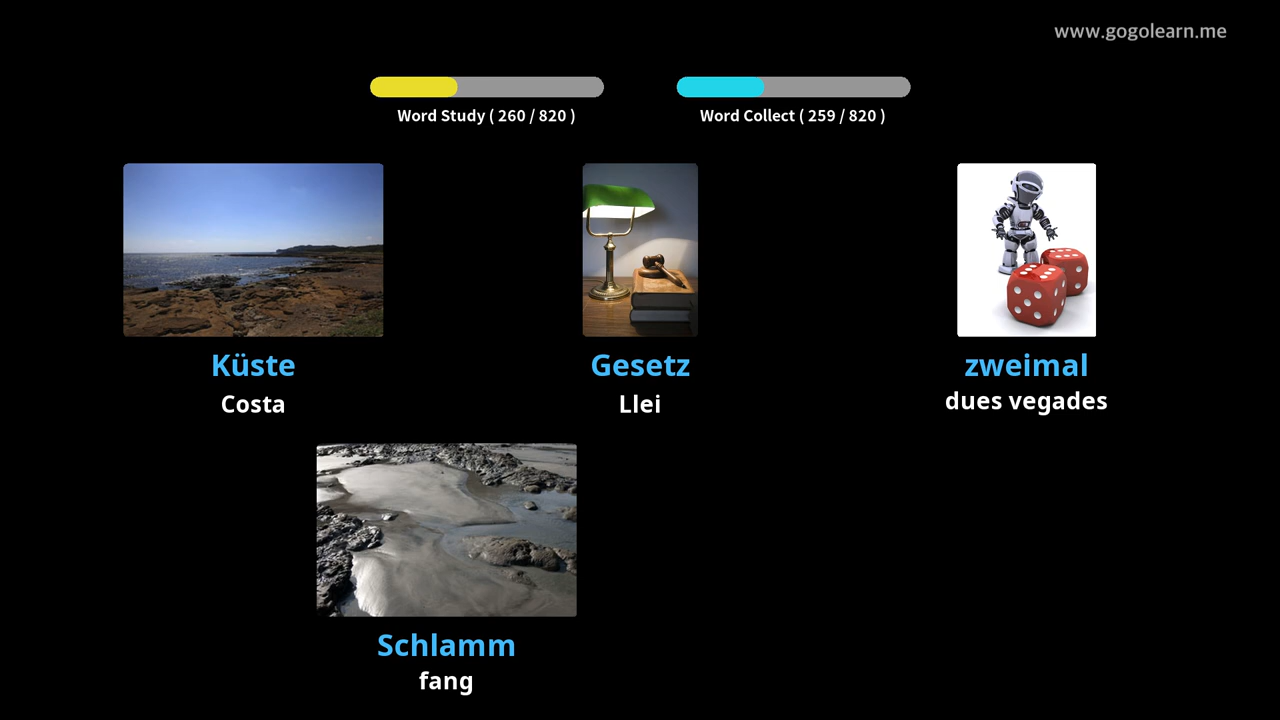 www.gogolearn.me
Word Study ( 260 / 820 )
Word Collect ( 259 / 820 )
Küste
Costa
Gesetz
Llei
zweimal
dues vegades
Schlamm
fang